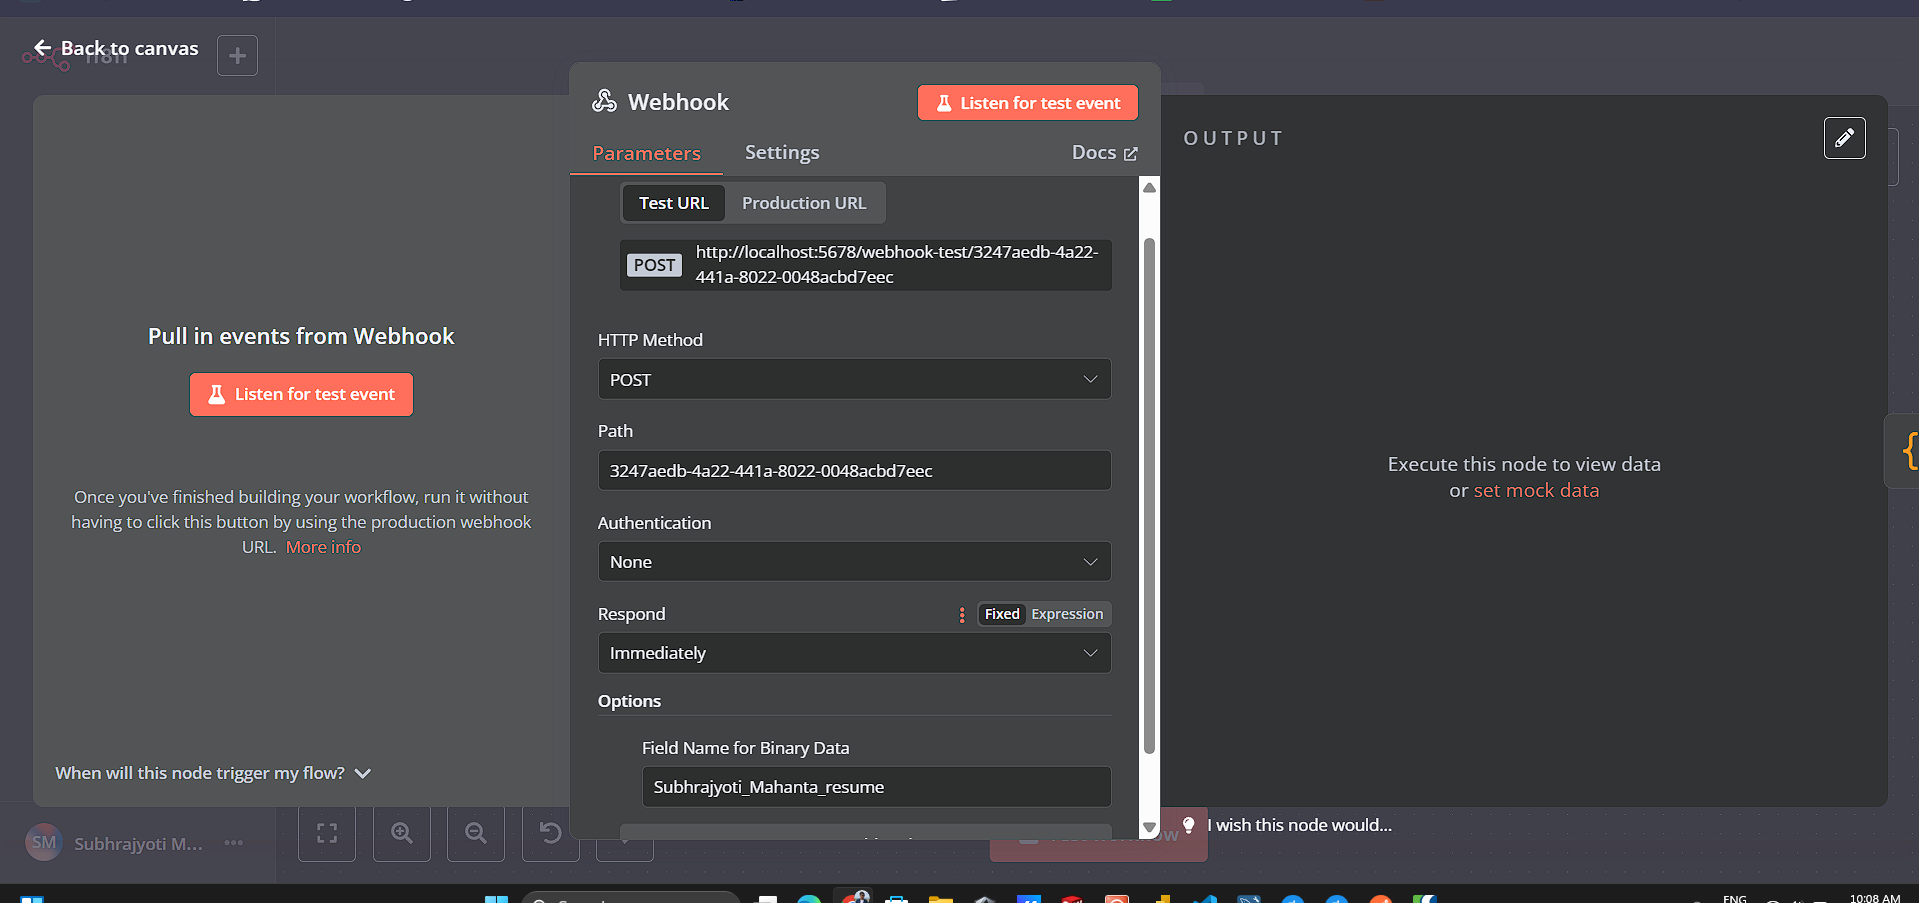 Back to canvas
n8n
Webhook
Listen for test event
Parameters
Settings
Docs
OUTPUT
Test URL
Production URL
POST
http://localhost:5678/webhook-test/3247aedb-4a22-
441a-8022-0048acbd7eec
Pull in events from Webhook
Listen for test event
Once you've finished building your workflow, run it without
having to click this button by using the production webhook
URL. More info
When will this node trigger my flow?
HTTP Method
POST
Path
3247aedb-4a22-441a-8022-0048acbd7eec
Authentication
None
Respond
Fixed
Expression
Immediately
Options
Field Name for Binary Data
Subhrajyoti_Mahanta_resume
Execute this node to view data
or set mock data
I wish this node would...
SM
Subhrajyoti M...
ENG
10:08 AM